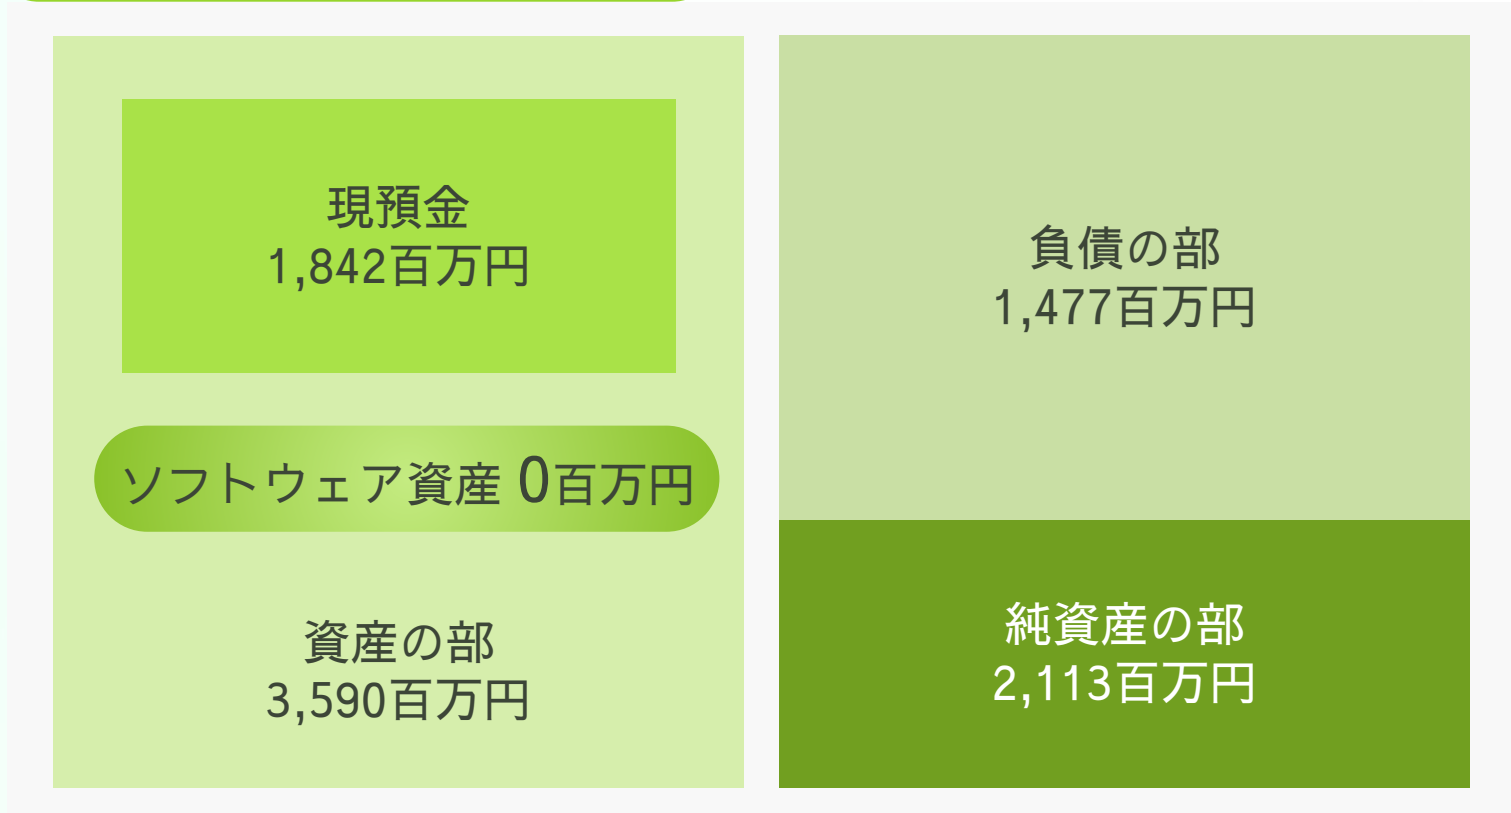 現預金
1,842百万円
ソフトウェア資産 0百万円
資産の部
3,590百万円
負債の部
1,477百万円
純資産の部
2,113百万円